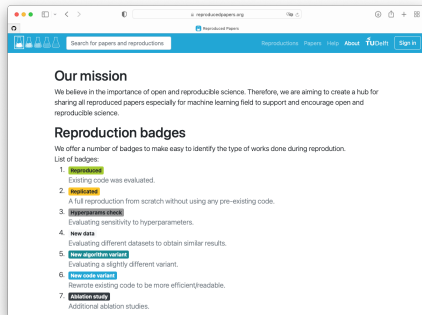 reproducedpapers.org
Reproduced Papers
Search for papers and reproductions
Reproductions Papers Help About TUDelft Sign in
Our mission
We believe in the importance of open and reproducible science. Therefore, we are aiming to create a hub for
sharing all reproduced papers especially for machine learning field to support and encourage open and
reproducible science.
Reproduction badges
We offer a number of badges to make easy to identify the type of works done during reprodution.
List of badges:
1. Reproduced
Existing code was evaluated.
2. Replicated
A full reproduction from scratch without using any pre-existing code.
3. Hyperparams check
Evaluating sensitivity to hyperparameters.
4. New data
Evaluating different datasets to obtain similar results.
5. New algorithm variant
Evaluating a slightly different variant.
6. New code variant
Rewrote existing code to be more efficient/readable.
7. Ablation study
Additional ablation studies.